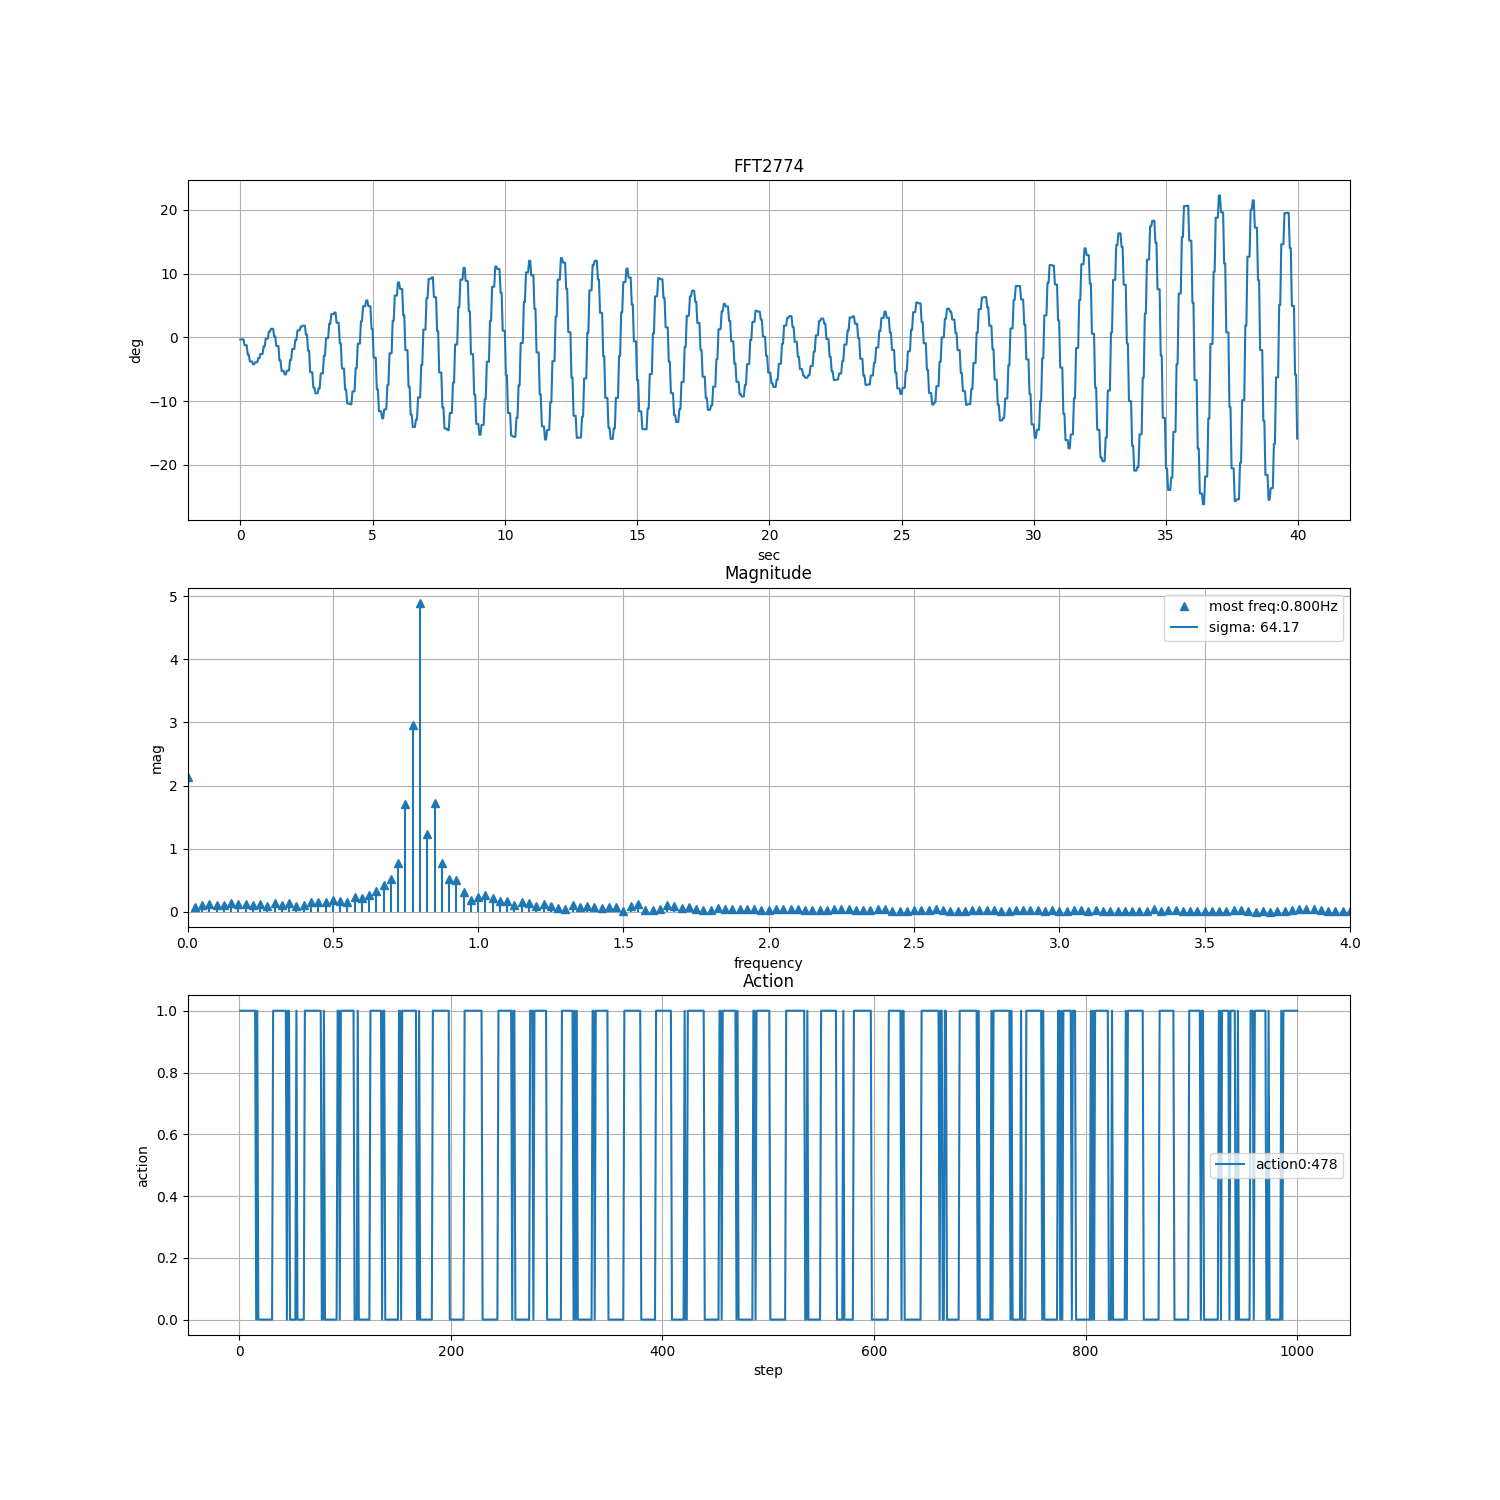 FFT2774
20
10
0
−10
−20
deg
0 5 10 15 20 25 30 35 40
sec
Magnitude
5
4
3
2
1
0
mag
most freq:0.800Hz
sigma: 64.17
0.0 0.5 1.0 1.5 2.0 2.5 3.0 3.5 4.0
frequency
Action
1.0
0.8
0.6
0.4
0.2
0.0
action
action0:478
0 200 400 600 800 1000
step